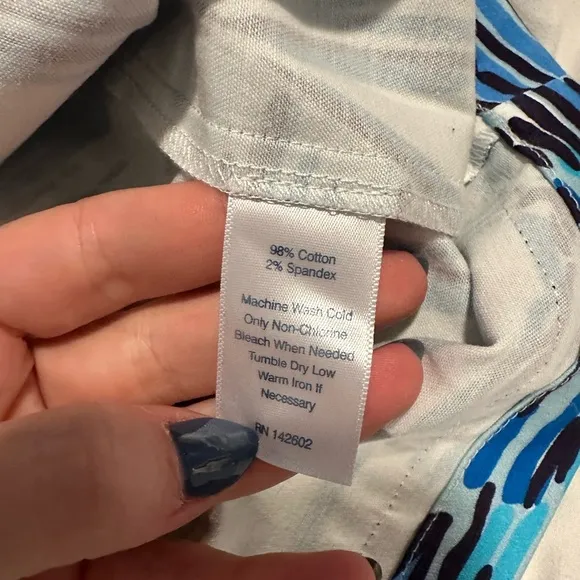 98% Cotton
2% Spandex
Machine Wash Cold
Only Non-Chlorine
Bleach When Needed
Tumble Dry Low
Warm Iron If
Necessary
RN 142602